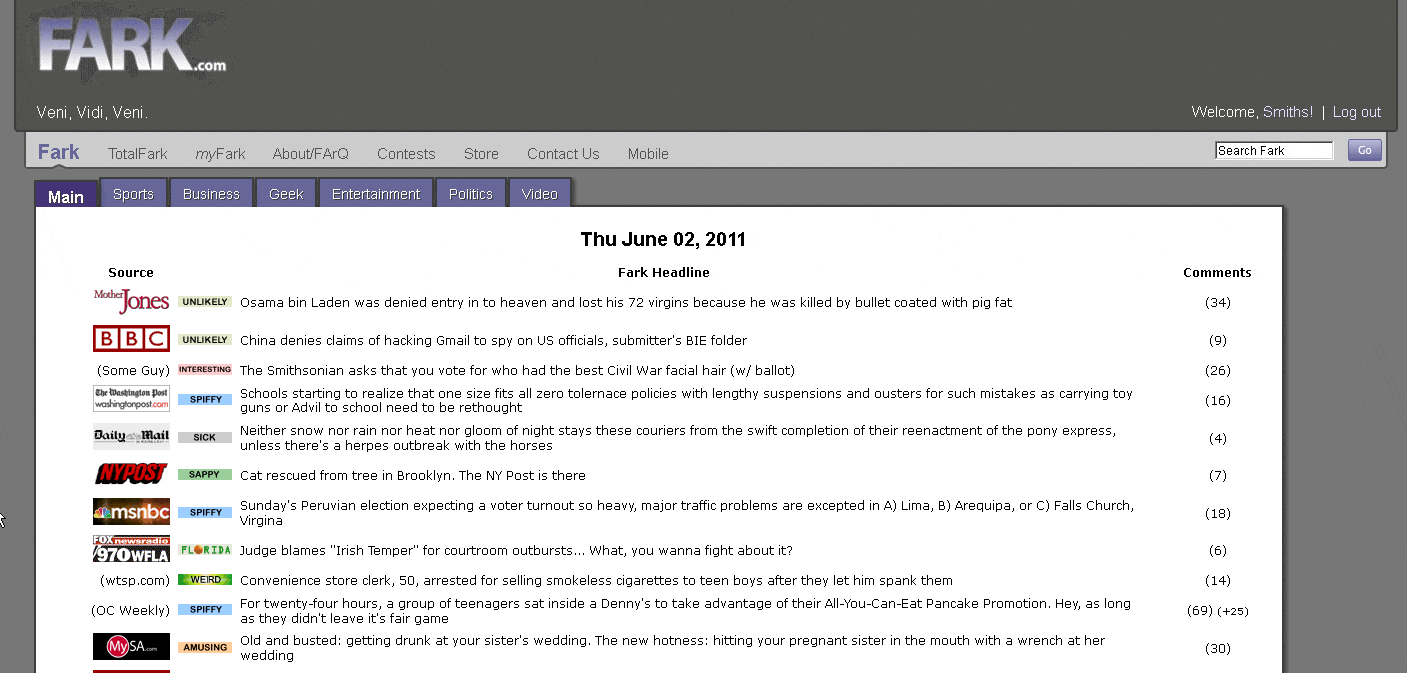 FARK.com
Veni, Vidi, Veni.
Welcome, Smiths! | Log out
Fark TotalFark myFark About/FArQ Contests Store Contact Us Mobile Search Fark Go
Main Sports Business Geek Entertainment Politics Video
Thu June 02, 2011
Source Fark Headline Comments
Mother Jones UNLIKELY Osama bin Laden was denied entry in to heaven and lost his 72 virgins because he was killed by bullet coated with pig fat (34)
BBC UNLIKELY China denies claims of hacking Gmail to spy on US officials, submitter's BIE folder (9)
(Some Guy) INTERESTING The Smithsonian asks that you vote for who had the best Civil War facial hair (w/ ballot) (26)
The Washington Post
washingtonpost.com
SPIFFY Schools starting to realize that one size fits all zero tolernace policies with lengthy suspensions and ousters for such mistakes as carrying toy
guns or Advil to school need to be rethought (16)
Daily Mail SICK Neither snow nor rain nor heat nor gloom of night stays these couriers from the swift completion of their reenactment of the pony express,
unless there's a herpes outbreak with the horses (4)
NYPOST SAPPY Cat rescued from tree in Brooklyn. The NY Post is there (7)
msnbc SPIFFY Sunday's Peruvian election expecting a voter turnout so heavy, major traffic problems are excepted in A) Lima, B) Arequipa, or C) Falls Church,
Virgina (18)
FOX newsradio
970WFLA FLORIDA Judge blames "Irish Temper" for courtroom outbursts... What, you wanna fight about it? (6)
(wtsp.com) WEIRD Convenience store clerk, 50, arrested for selling smokeless cigarettes to teen boys after they let him spank them (14)
(OC Weekly) SPIFFY For twenty-four hours, a group of teenagers sat inside a Denny's to take advantage of their All-You-Can-Eat Pancake Promotion. Hey, as long
as they didn't leave it's fair game (69) (+25)
MySA.com AMUSING Old and busted: getting drunk at your sister's wedding. The new hotness: hitting your pregnant sister in the mouth with a wrench at her
wedding (30)